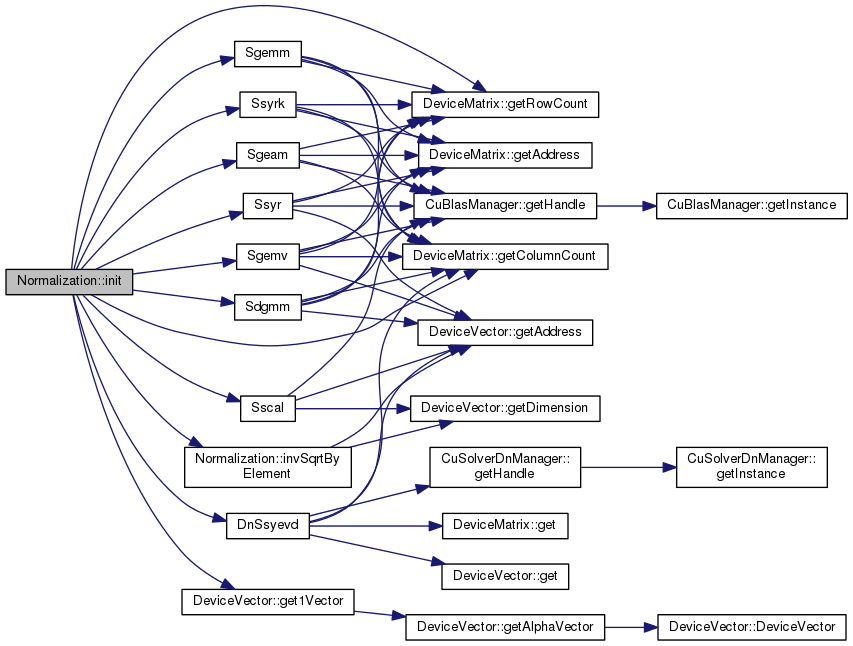 Normalization::init
Sgemm
Ssyrk
Sgeam
Ssyr
Sgemv
Sdgmm
Sscal
Normalization::invSqrtBy
Element
DnSsyevd
DeviceVector::get1Vector
DeviceMatrix::getRowCount
DeviceMatrix::getAddress
CuBlasManager::getHandle
DeviceMatrix::getColumnCount
DeviceVector::getAddress
DeviceVector::getDimension
CuSolverDnManager::
getHandle
DeviceMatrix::get
DeviceVector::get
DeviceVector::getAlphaVector
CuBlasManager::getInstance
CuSolverDnManager::
getInstance
DeviceVector::DeviceVector